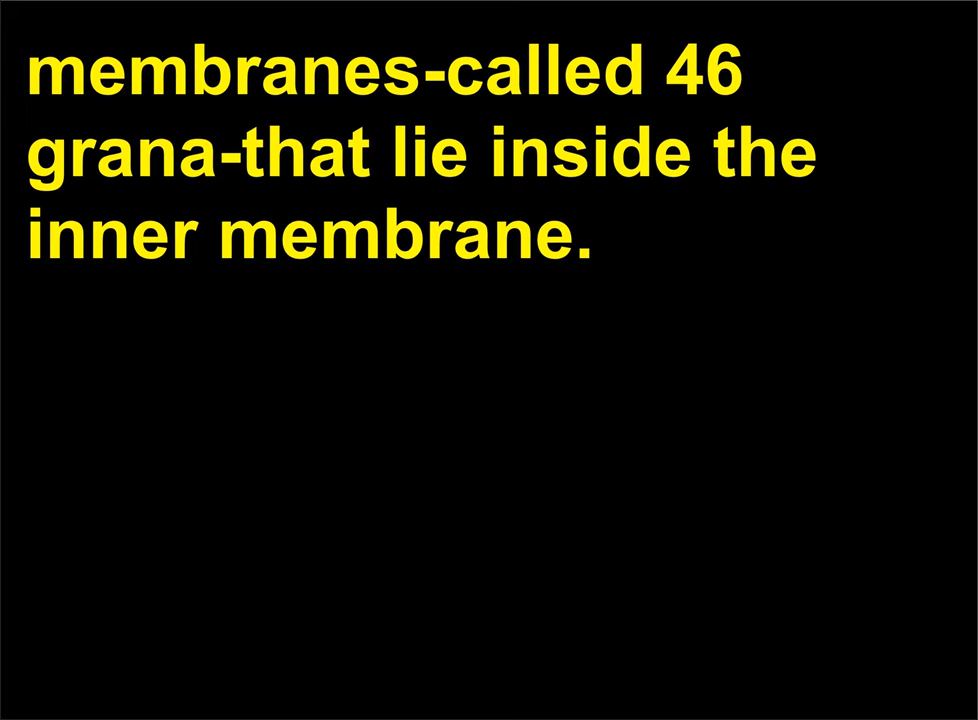 membranes-called 46
grana-that lie inside the
inner membrane.